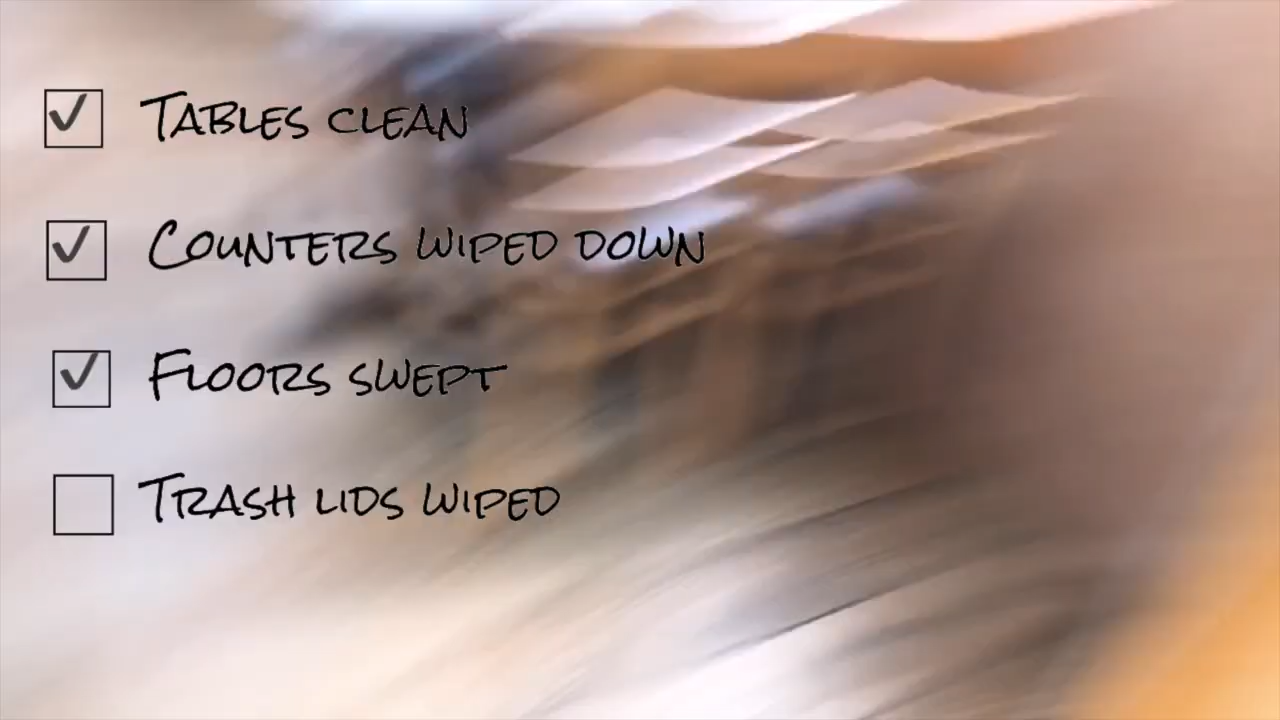 Tables clean
Counters wiped down
Floors swept
Trash lids wiped